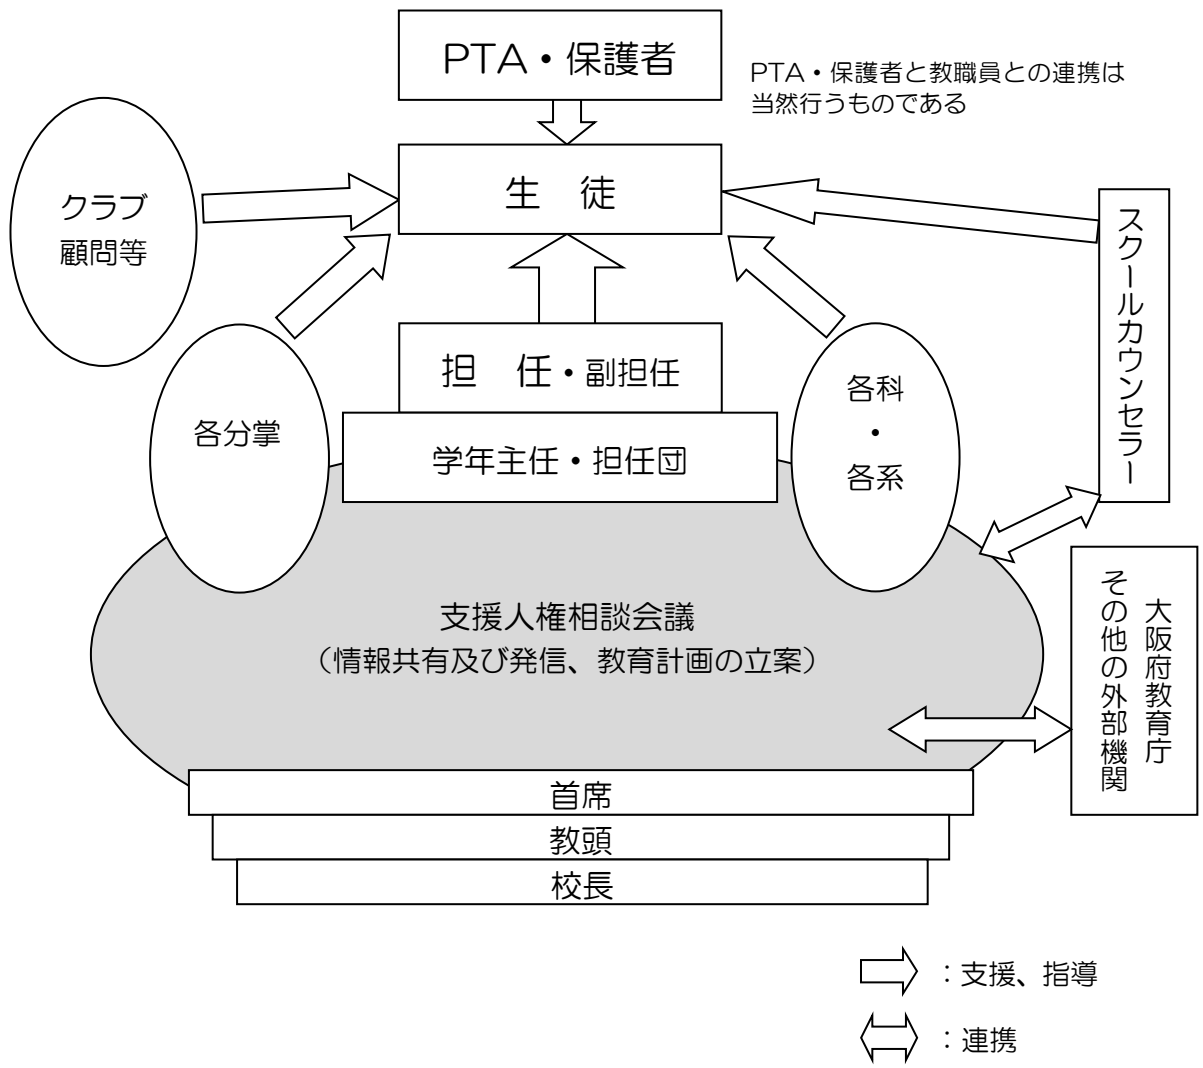 PTA・保護者
PTA・保護者と教職員との連携は
当然行うものである
クラブ
顧問等
生　徒
スクールカウンセラー
担　任・副担任
各分掌
各科
・
各系
学年主任・担任団
支援人権相談会議
（情報共有及び発信、教育計画の立案）
大阪府教育庁
その他の外部機関
首席
教頭
校長
：支援、指導
：連携